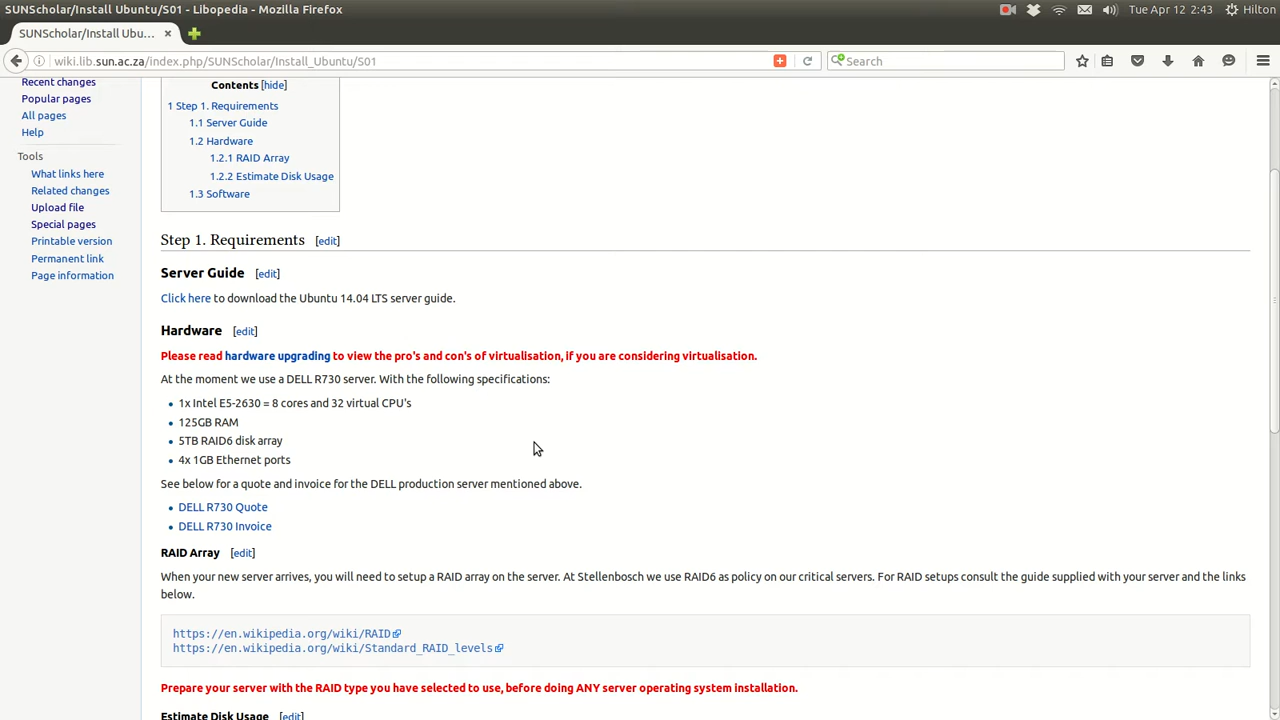 SUNScholar/Install Ubuntu/S01 - Libopedia - Mozilla Firefox
Tue Apr 12 2:43
Hilton
SUNScholar/Install Ubu...
wiki.lib.sun.ac.za/index.php/SUNScholar/Install_Ubuntu/S01
Search
Recent changes
Popular pages
All pages
Help
Tools
What links here
Related changes
Upload file
Special pages
Printable version
Permanent link
Page information
Contents [hide]
1 Step 1. Requirements
1.1 Server Guide
1.2 Hardware
1.2.1 RAID Array
1.2.2 Estimate Disk Usage
1.3 Software
Step 1. Requirements [edit]
Server Guide [edit]
Click here to download the Ubuntu 14.04 LTS server guide.
Hardware [edit]
Please read hardware upgrading to view the pro's and con's of virtualisation, if you are considering virtualisation.
At the moment we use a DELL R730 server. With the following specifications:
1x Intel E5-2630 = 8 cores and 32 virtual CPU's
125GB RAM
5TB RAID6 disk array
4x 1GB Ethernet ports
See below for a quote and invoice for the DELL production server mentioned above.
DELL R730 Quote
DELL R730 Invoice
RAID Array [edit]
When your new server arrives, you will need to setup a RAID array on the server. At Stellenbosch we use RAID6 as policy on our critical servers. For RAID setups consult the guide supplied with your server and the links
below.
https://en.wikipedia.org/wiki/RAID
https://en.wikipedia.org/wiki/Standard_RAID_levels
Prepare your server with the RAID type you have selected to use, before doing ANY server operating system installation.
Estimate Disk Usage [edit]